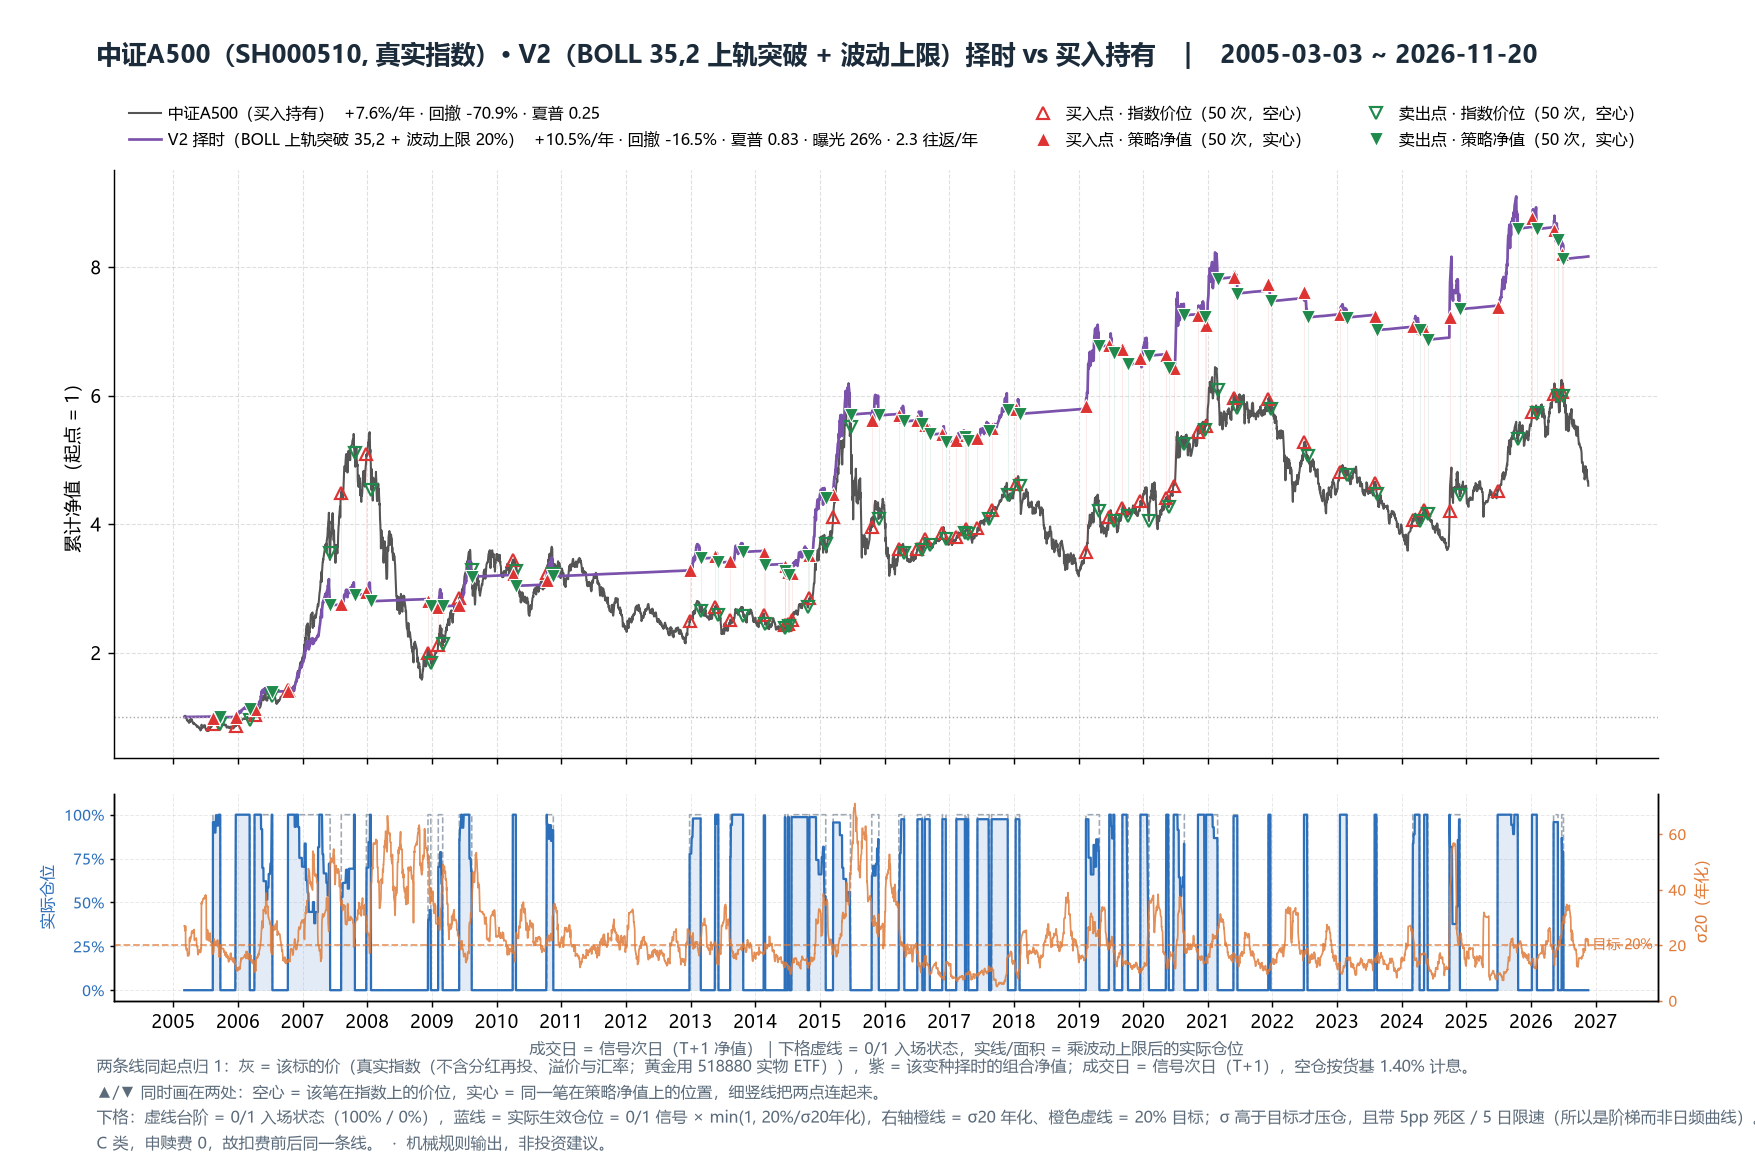 中证A500（SH000510, 真实指数）· V2（BOLL 35,2 上轨突破 + 波动上限）择时 vs 买入持有 | 2005-03-03 ~ 2026-11-20
中证A500（买入持有） +7.6%/年 · 回撤 -70.9% · 夏普 0.25
V2 择时（BOLL 上轨突破 35,2 + 波动上限 20%） +10.5%/年 · 回撤 -16.5% · 夏普 0.83 · 曝光 26% · 2.3 往返/年
买入点 · 指数价位（50 次，空心）
卖出点 · 指数价位（50 次，空心）
买入点 · 策略净值（50 次，实心）
卖出点 · 策略净值（50 次，实心）
累计净值（起点 = 1）
8
6
4
2
实际仓位
100%
75%
50%
25%
0%
60
40
20
0
σ20（年化）
目标 20%
2005 2006 2007 2008 2009 2010 2011 2012 2013 2014 2015 2016 2017 2018 2019 2020 2021 2022 2023 2024 2025 2026 2027
成交日 = 信号次日（T+1 净值）｜下格虚线 = 0/1 入场状态，实线/面积 = 乘波动上限后的实际仓位
两条线同起点归 1：灰 = 该标的价（真实指数（不含分红再投、溢价与汇率；黄金用 518880 实物 ETF）），紫 = 该变种择时的组合净值；成交日 = 信号次日（T+1），空仓按货基 1.40% 计息。
▲/▼ 同时画在两处：空心 = 该笔在指数上的价位，实心 = 同一笔在策略净值上的位置，细竖线把两点连起来。
下格：虚线台阶 = 0/1 入场状态（100% / 0%），蓝线 = 实际生效仓位 = 0/1 信号 × min(1, 20%/σ20年化)，右轴橙线 = σ20 年化、橙色虚线 = 20% 目标；σ 高于目标才压仓，且带 5pp 死区 / 5 日限速（所以是阶梯而非日频曲线）。
C 类，申赎费 0，故扣费前后同一条线。 · 机械规则输出，非投资建议。